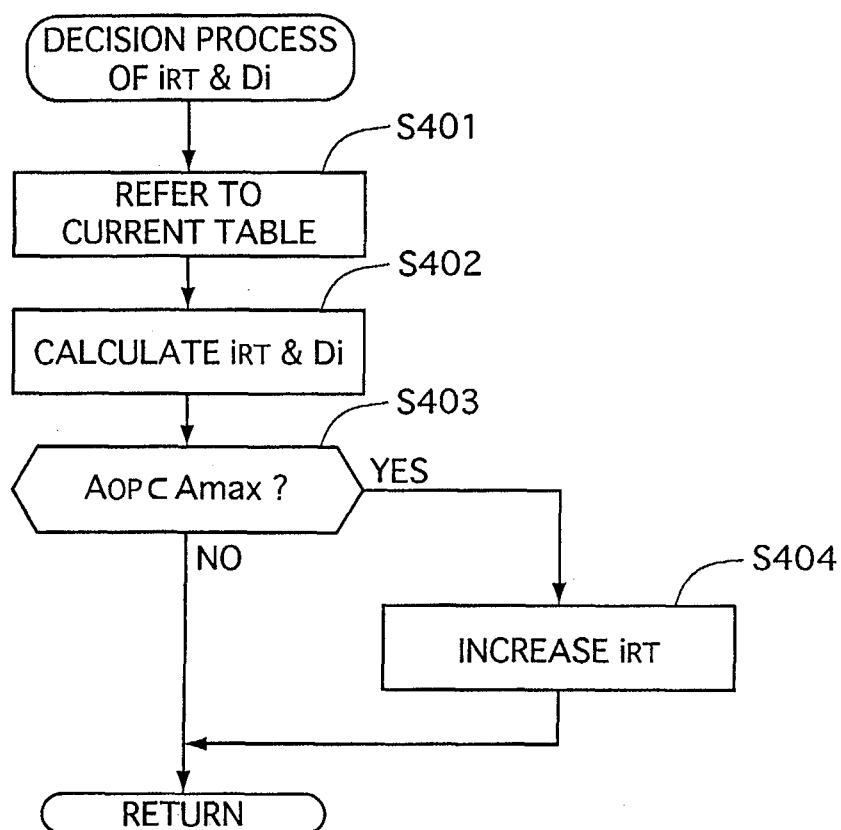 DECISION PROCESS
OF iRT & Di
S401
REFER TO
CURRENT TABLE
S402
CALCULATE iRT & Di
S403
AOP⊂Amax ?
YES
NO
S404
INCREASE iRT
RETURN